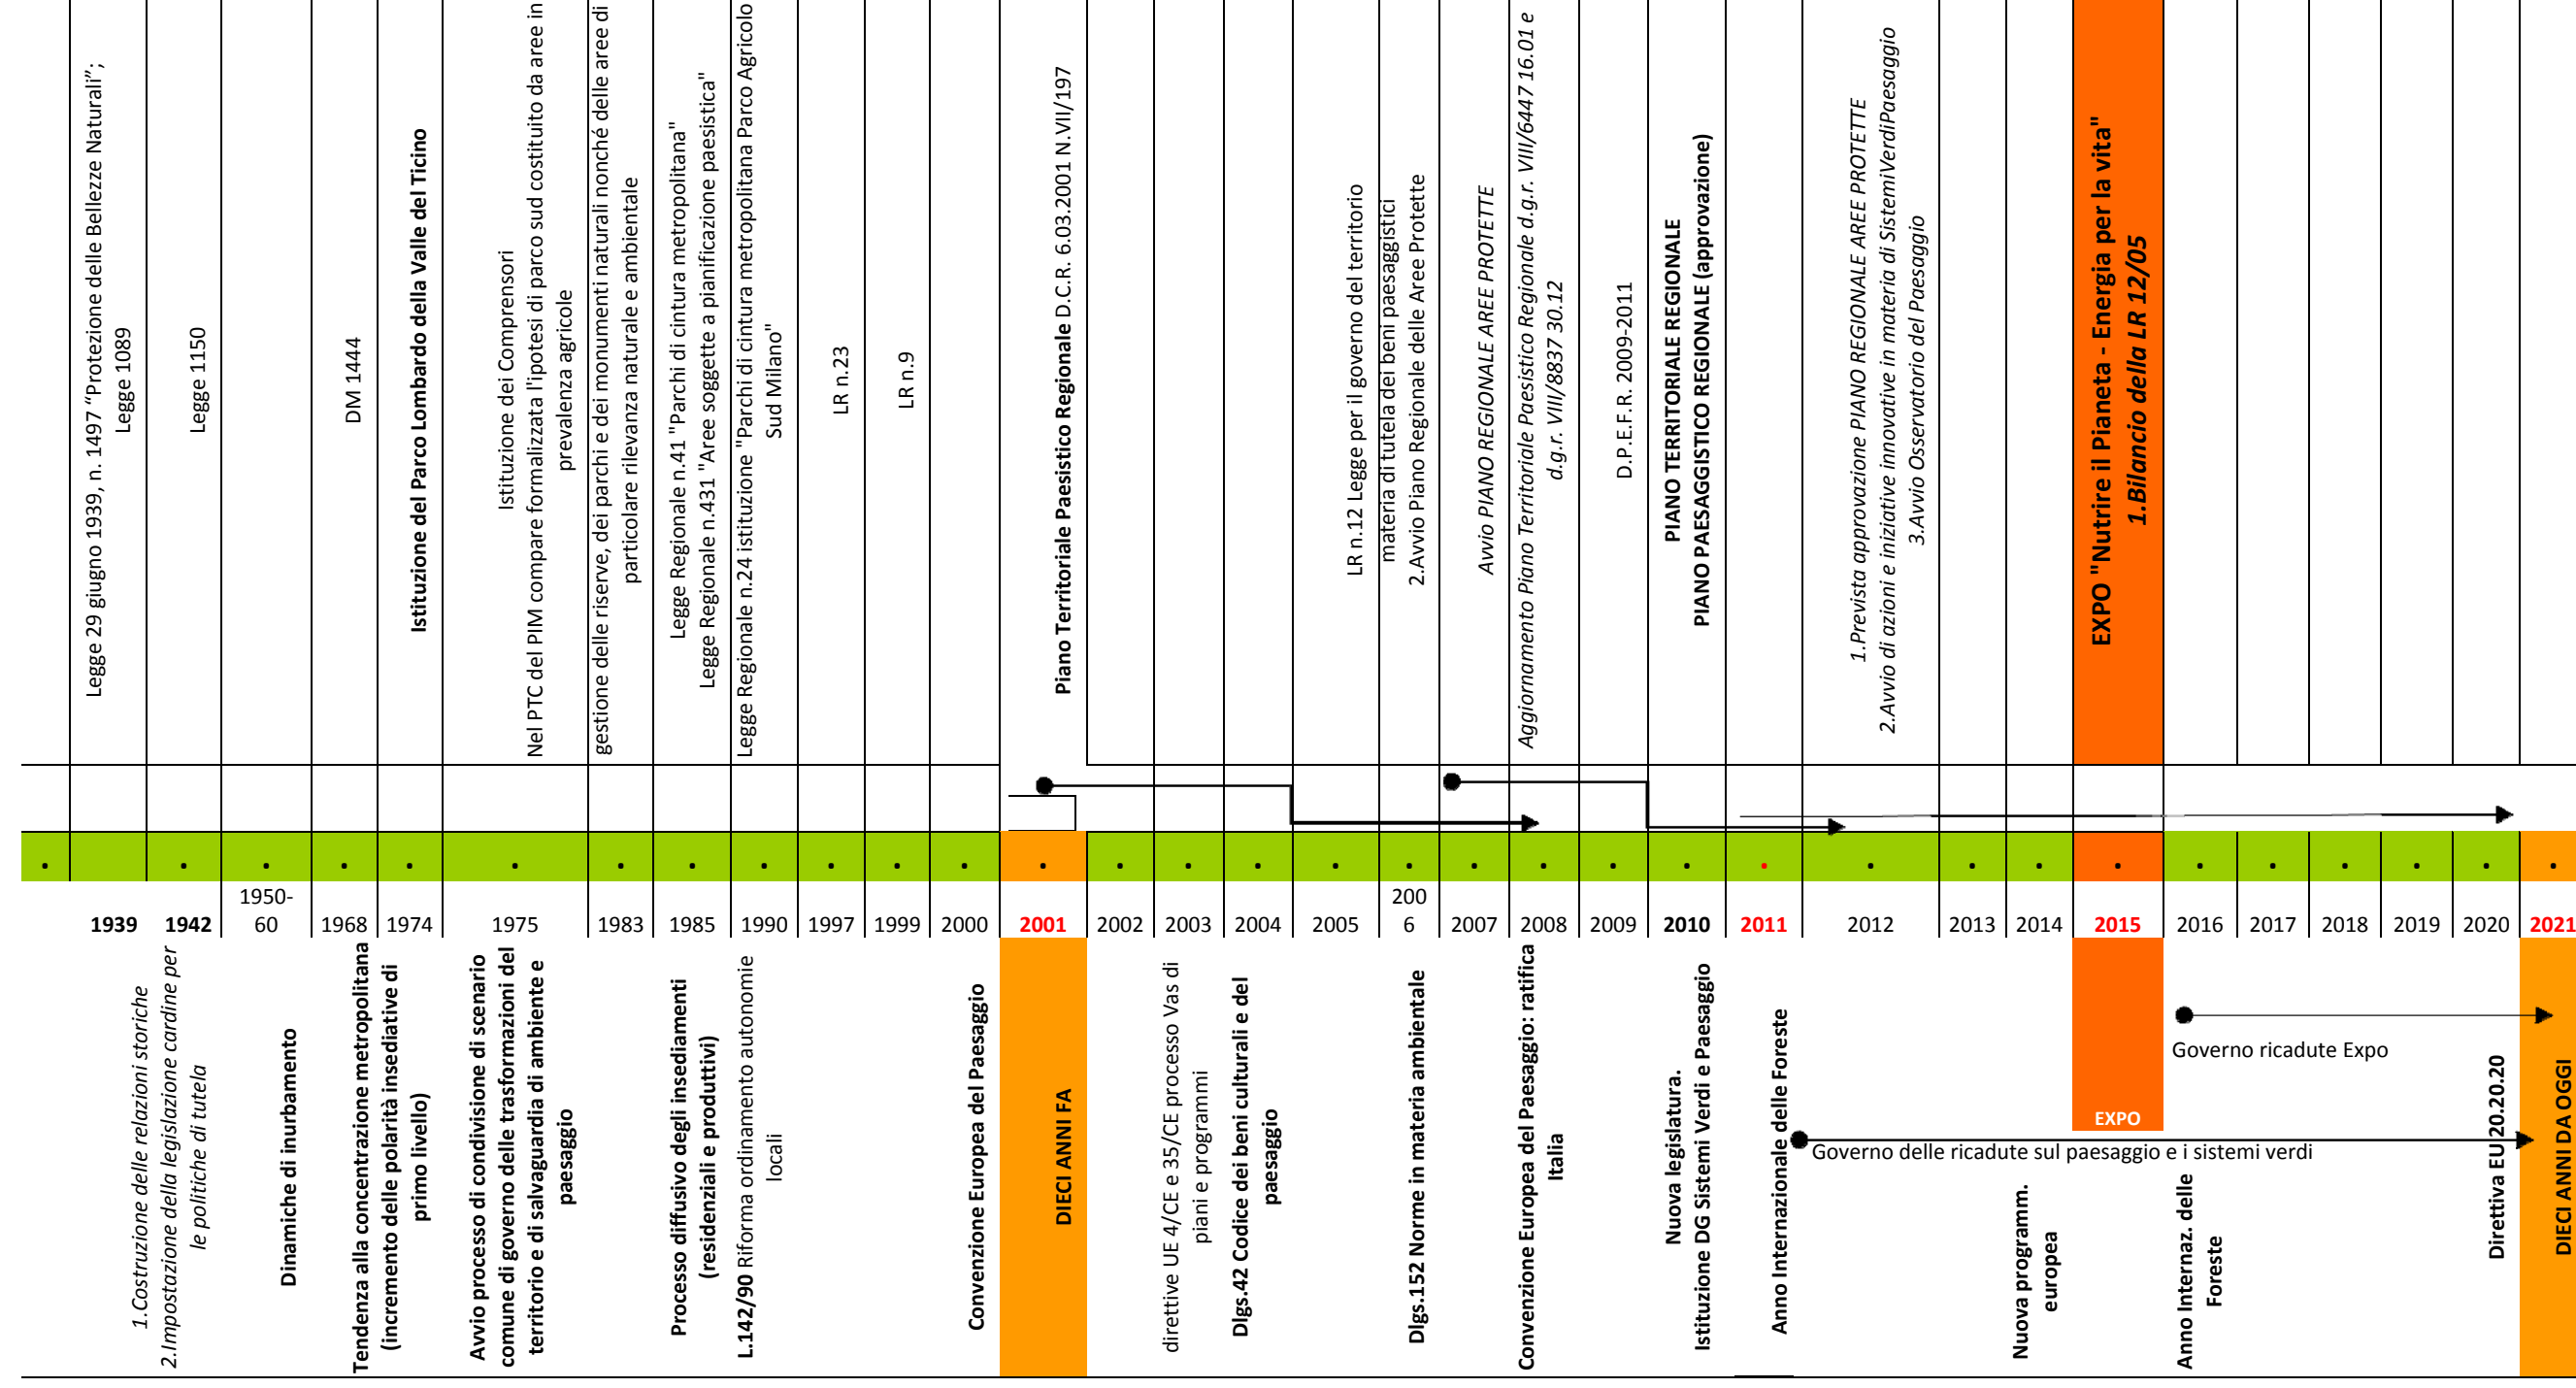 Legge 29 giugno 1939, n. 1497 “Protezione delle Bellezze Naturali”;
Legge 1089
Legge 1150
DM 1444
Istituzione del Parco Lombardo della Valle del Ticino
Istituzione dei Comprensori
Nel PTC del PIM compare formalizzata l'ipotesi di parco sud costituito da aree in
prevalenza agricole
gestione delle riserve, dei parchi e dei monumenti naturali nonché delle aree di
particolare rilevanza naturale e ambientale
Legge Regionale n.41 "Parchi di cintura metropolitana"
Legge Regionale n.431 "Aree soggette a pianificazione paesistica"
Legge Regionale n.24 istituzione "Parchi di cintura metropolitana Parco Agricolo
Sud Milano"
LR n.23
LR n.9
Piano Territoriale Paesistico Regionale D.C.R. 6.03.2001 N.VII/197
LR n.12 Legge per il governo del territorio
materia di tutela dei beni paesaggistici
2.Avvio Piano Regionale delle Aree Protette
Avvio PIANO REGIONALE AREE PROTETTE
Aggiornamento Piano Territoriale Paesistico Regionale d.g.r. VIII/6447 16.01 e
d.g.r. VIII/8837 30.12
D.P.E.F.R. 2009-2011
PIANO TERRITORIALE REGIONALE
PIANO PAESAGGISTICO REGIONALE (approvazione)
1.Prevista approvazione PIANO REGIONALE AREE PROTETTE
2.Avvio di azioni e iniziative innovative in materia di SistemiVerdiPaesaggio
3.Avvio Osservatorio del Paesaggio
EXPO "Nutrire il Pianeta - Energia per la vita"
1.Bilancio della LR 12/05
1939
1942
1950-
60
1968
1974
1975
1983
1985
1990
1997
1999
2000
2001
2002
2003
2004
2005
200
6
2007
2008
2009
2010
2011
2012
2013
2014
2015
2016
2017
2018
2019
2020
2021
1.Costruzione delle relazioni storiche
2.Impostazione della legislazione cardine per
le politiche di tutela
Dinamiche di inurbamento
Tendenza alla concentrazione metropolitana
(incremento delle polarità insediative di
primo livello)
Avvio processo di condivisione di scenario
comune di governo delle trasformazioni del
territorio e di salvaguardia di ambiente e
paesaggio
Processo diffusivo degli insediamenti
(residenziali e produttivi)
L.142/90 Riforma ordinamento autonomie
locali
Convenzione Europea del Paesaggio
DIECI ANNI FA
direttive UE 4/CE e 35/CE processo Vas di
piani e programmi
Dlgs.42 Codice dei beni culturali e del
paesaggio
Dlgs.152 Norme in materia ambientale
Convenzione Europea del Paesaggio: ratifica
Italia
Nuova legislatura.
Istituzione DG Sistemi Verdi e Paesaggio
Anno Internazionale delle Foreste
Governo delle ricadute sul paesaggio e i sistemi verdi
Nuova programm.
europea
EXPO
Governo ricadute Expo
Anno Internaz. delle
Foreste
Direttiva EU 20.20.20
DIECI ANNI DA OGGI